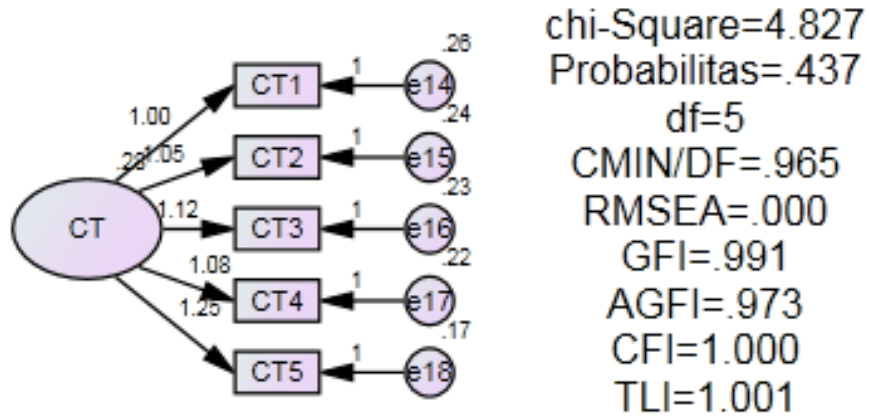 chi-Square=4.827
Probabilitas=.437
df=5
CMIN/DF=.965
RMSEA=.000
GFI=.991
AGFI=.973
CFI=1.000
TLI=1.001
.26
CT1
1
e14
1.00
.24
CT2
1
e15
1.05
.23
CT
1.12
CT3
1
e16
.22
1.08
CT4
1
e17
1.25
.17
CT5
1
e18